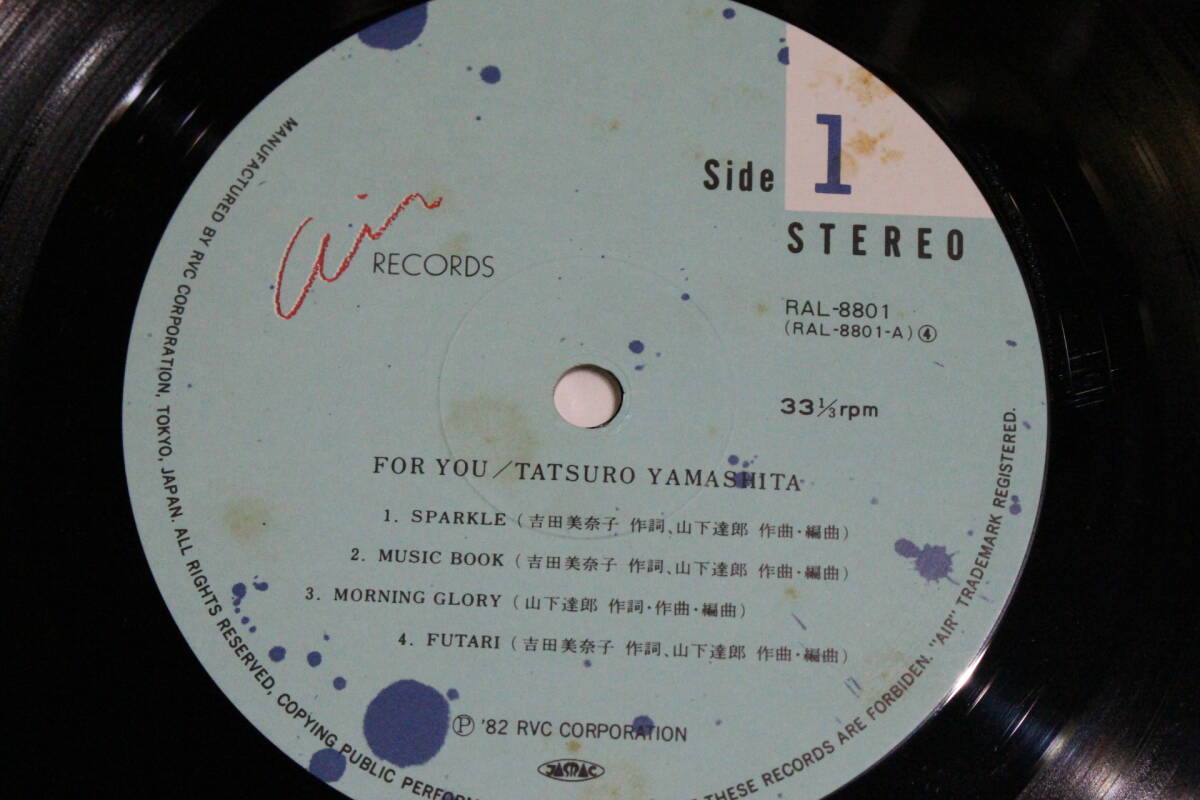 air
RECORDS
Side 1
STEREO
RAL-8801
(RAL-8801-A) ④
33⅓rpm
FOR YOU／TATSURO YAMASHITA
1. SPARKLE (吉田美奈子 作詞、山下達郎 作曲・編曲)
2. MUSIC BOOK (吉田美奈子 作詞、山下達郎 作曲・編曲)
3. MORNING GLORY (山下達郎 作詞・作曲・編曲)
4. FUTARI (吉田美奈子 作詞、山下達郎 作曲・編曲)
Ⓟ '82 RVC CORPORATION
JASRAC
MANUFACTURED BY RVC CORPORATION, TOKYO, JAPAN. ALL RIGHTS RESERVED, COPYING PUBLIC
THESE RECORDS ARE FORBIDDEN. "AIR" TRADEMARK REGISTERED.